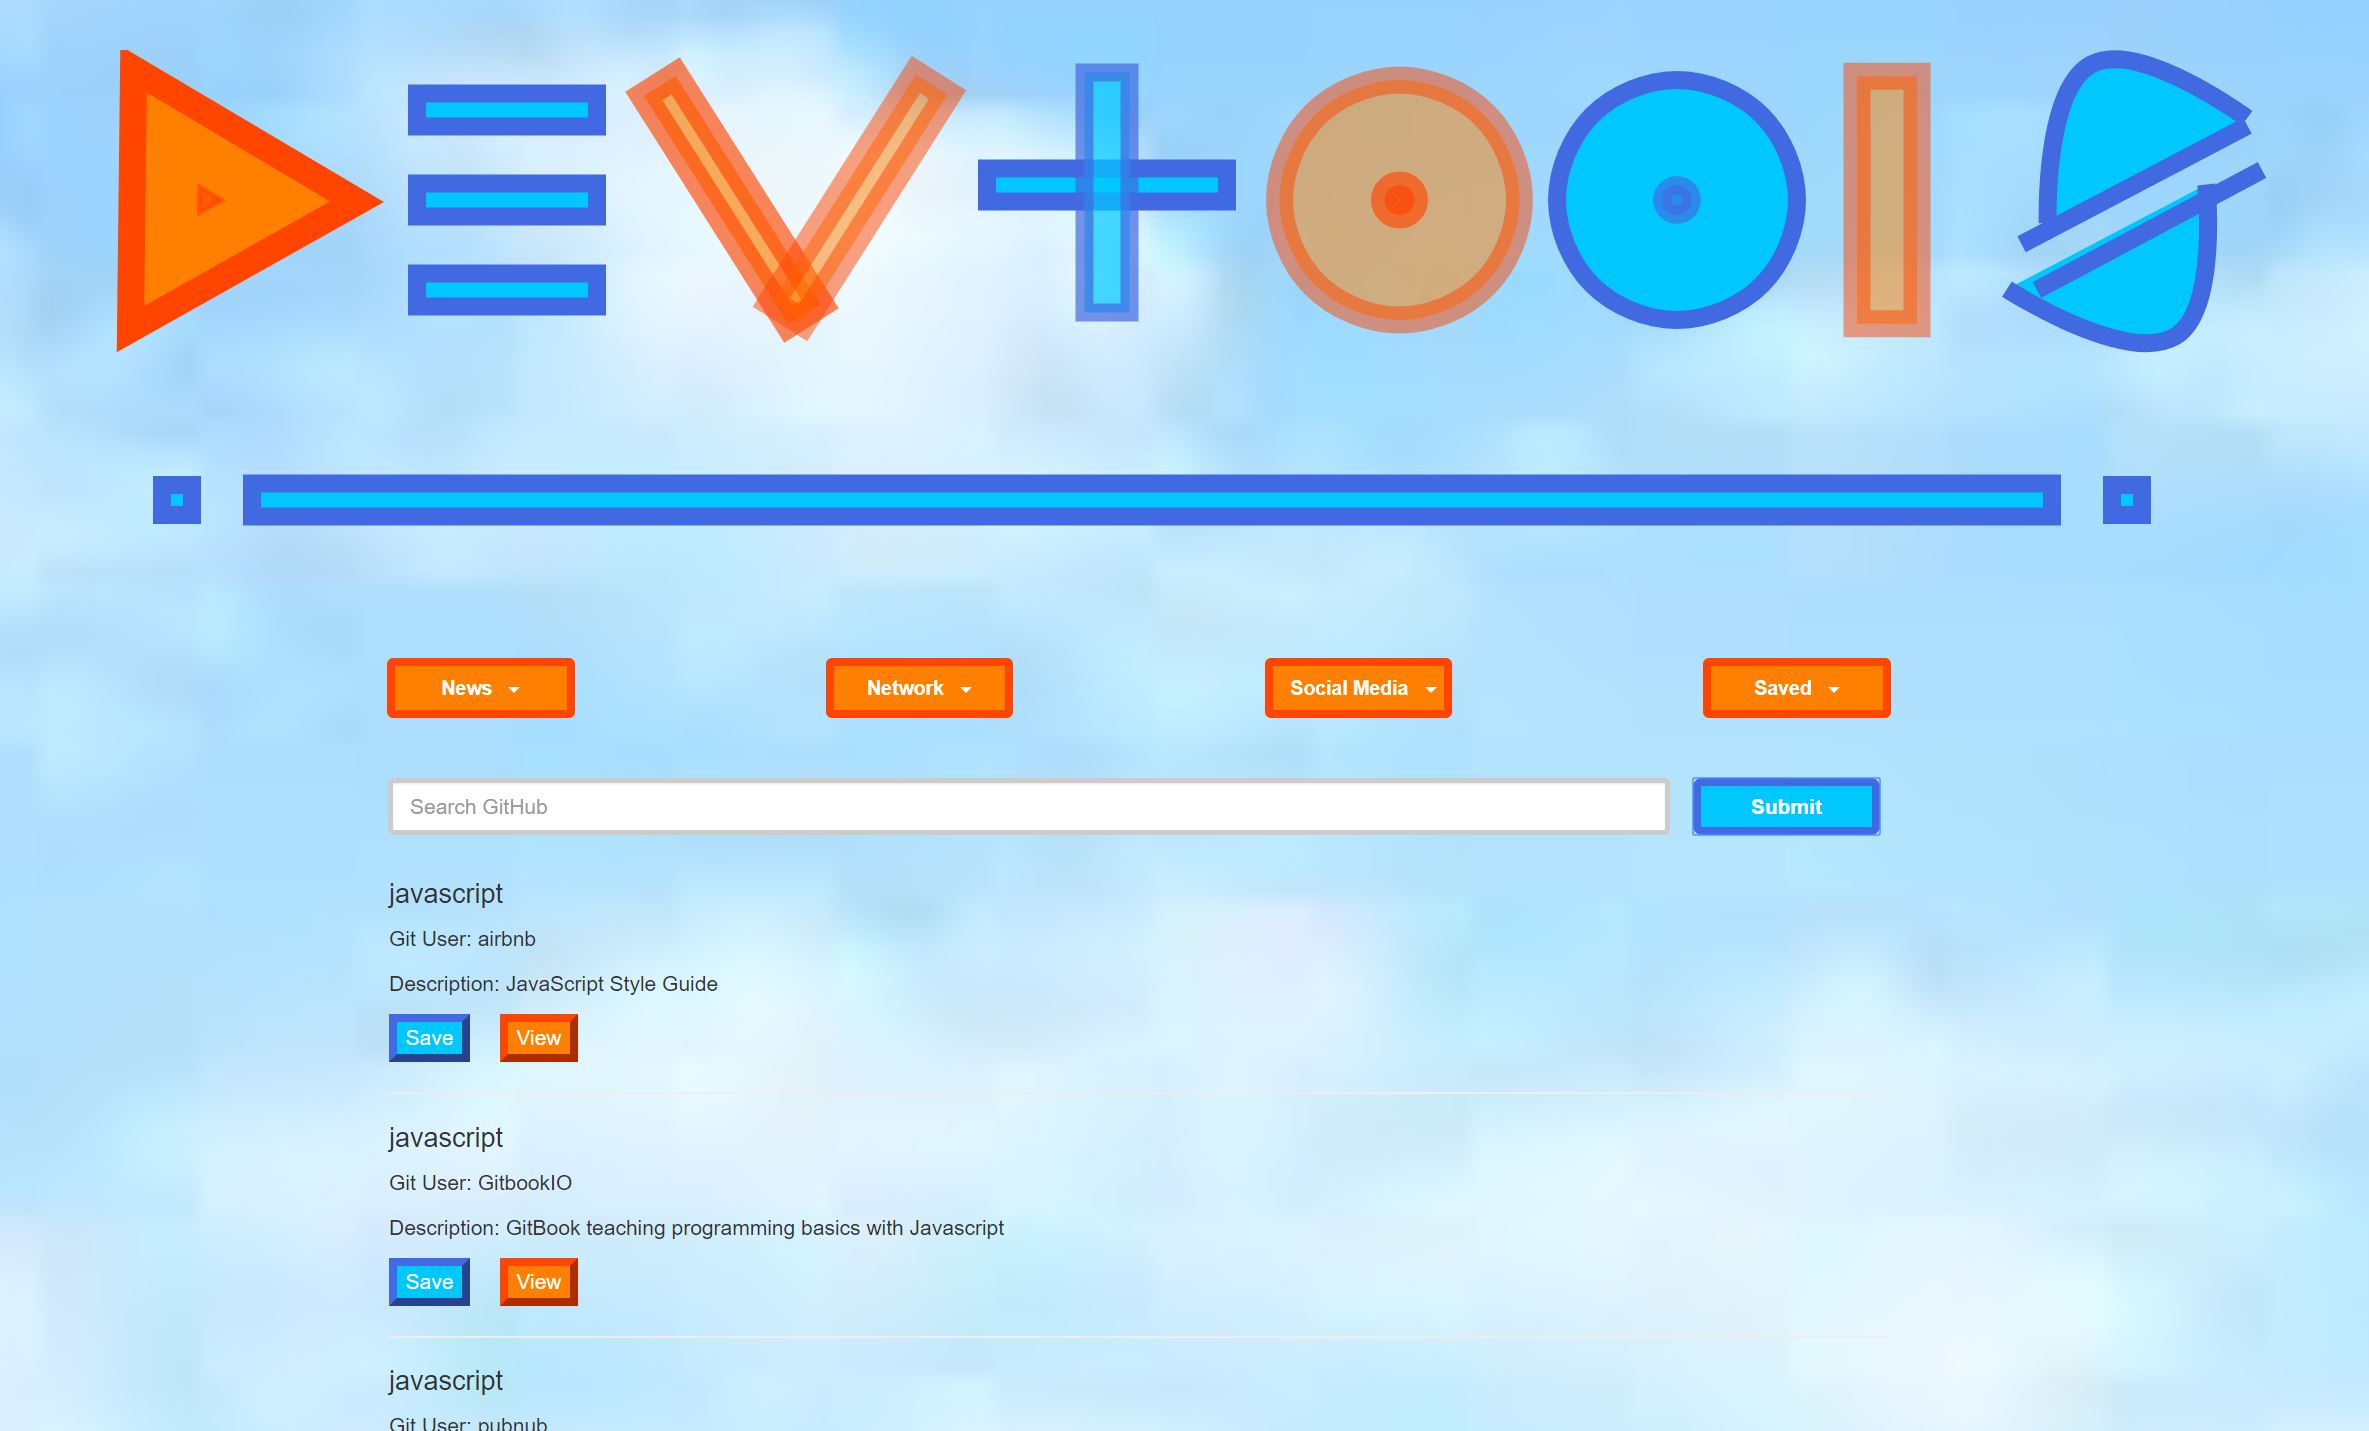 DEVtOOlS
News
Network
Social Media
Saved
Search GitHub
Submit
javascript
Git User: airbnb
Description: JavaScript Style Guide
Save View
javascript
Git User: GitbookIO
Description: GitBook teaching programming basics with Javascript
Save View
javascript
Git User: pubnub